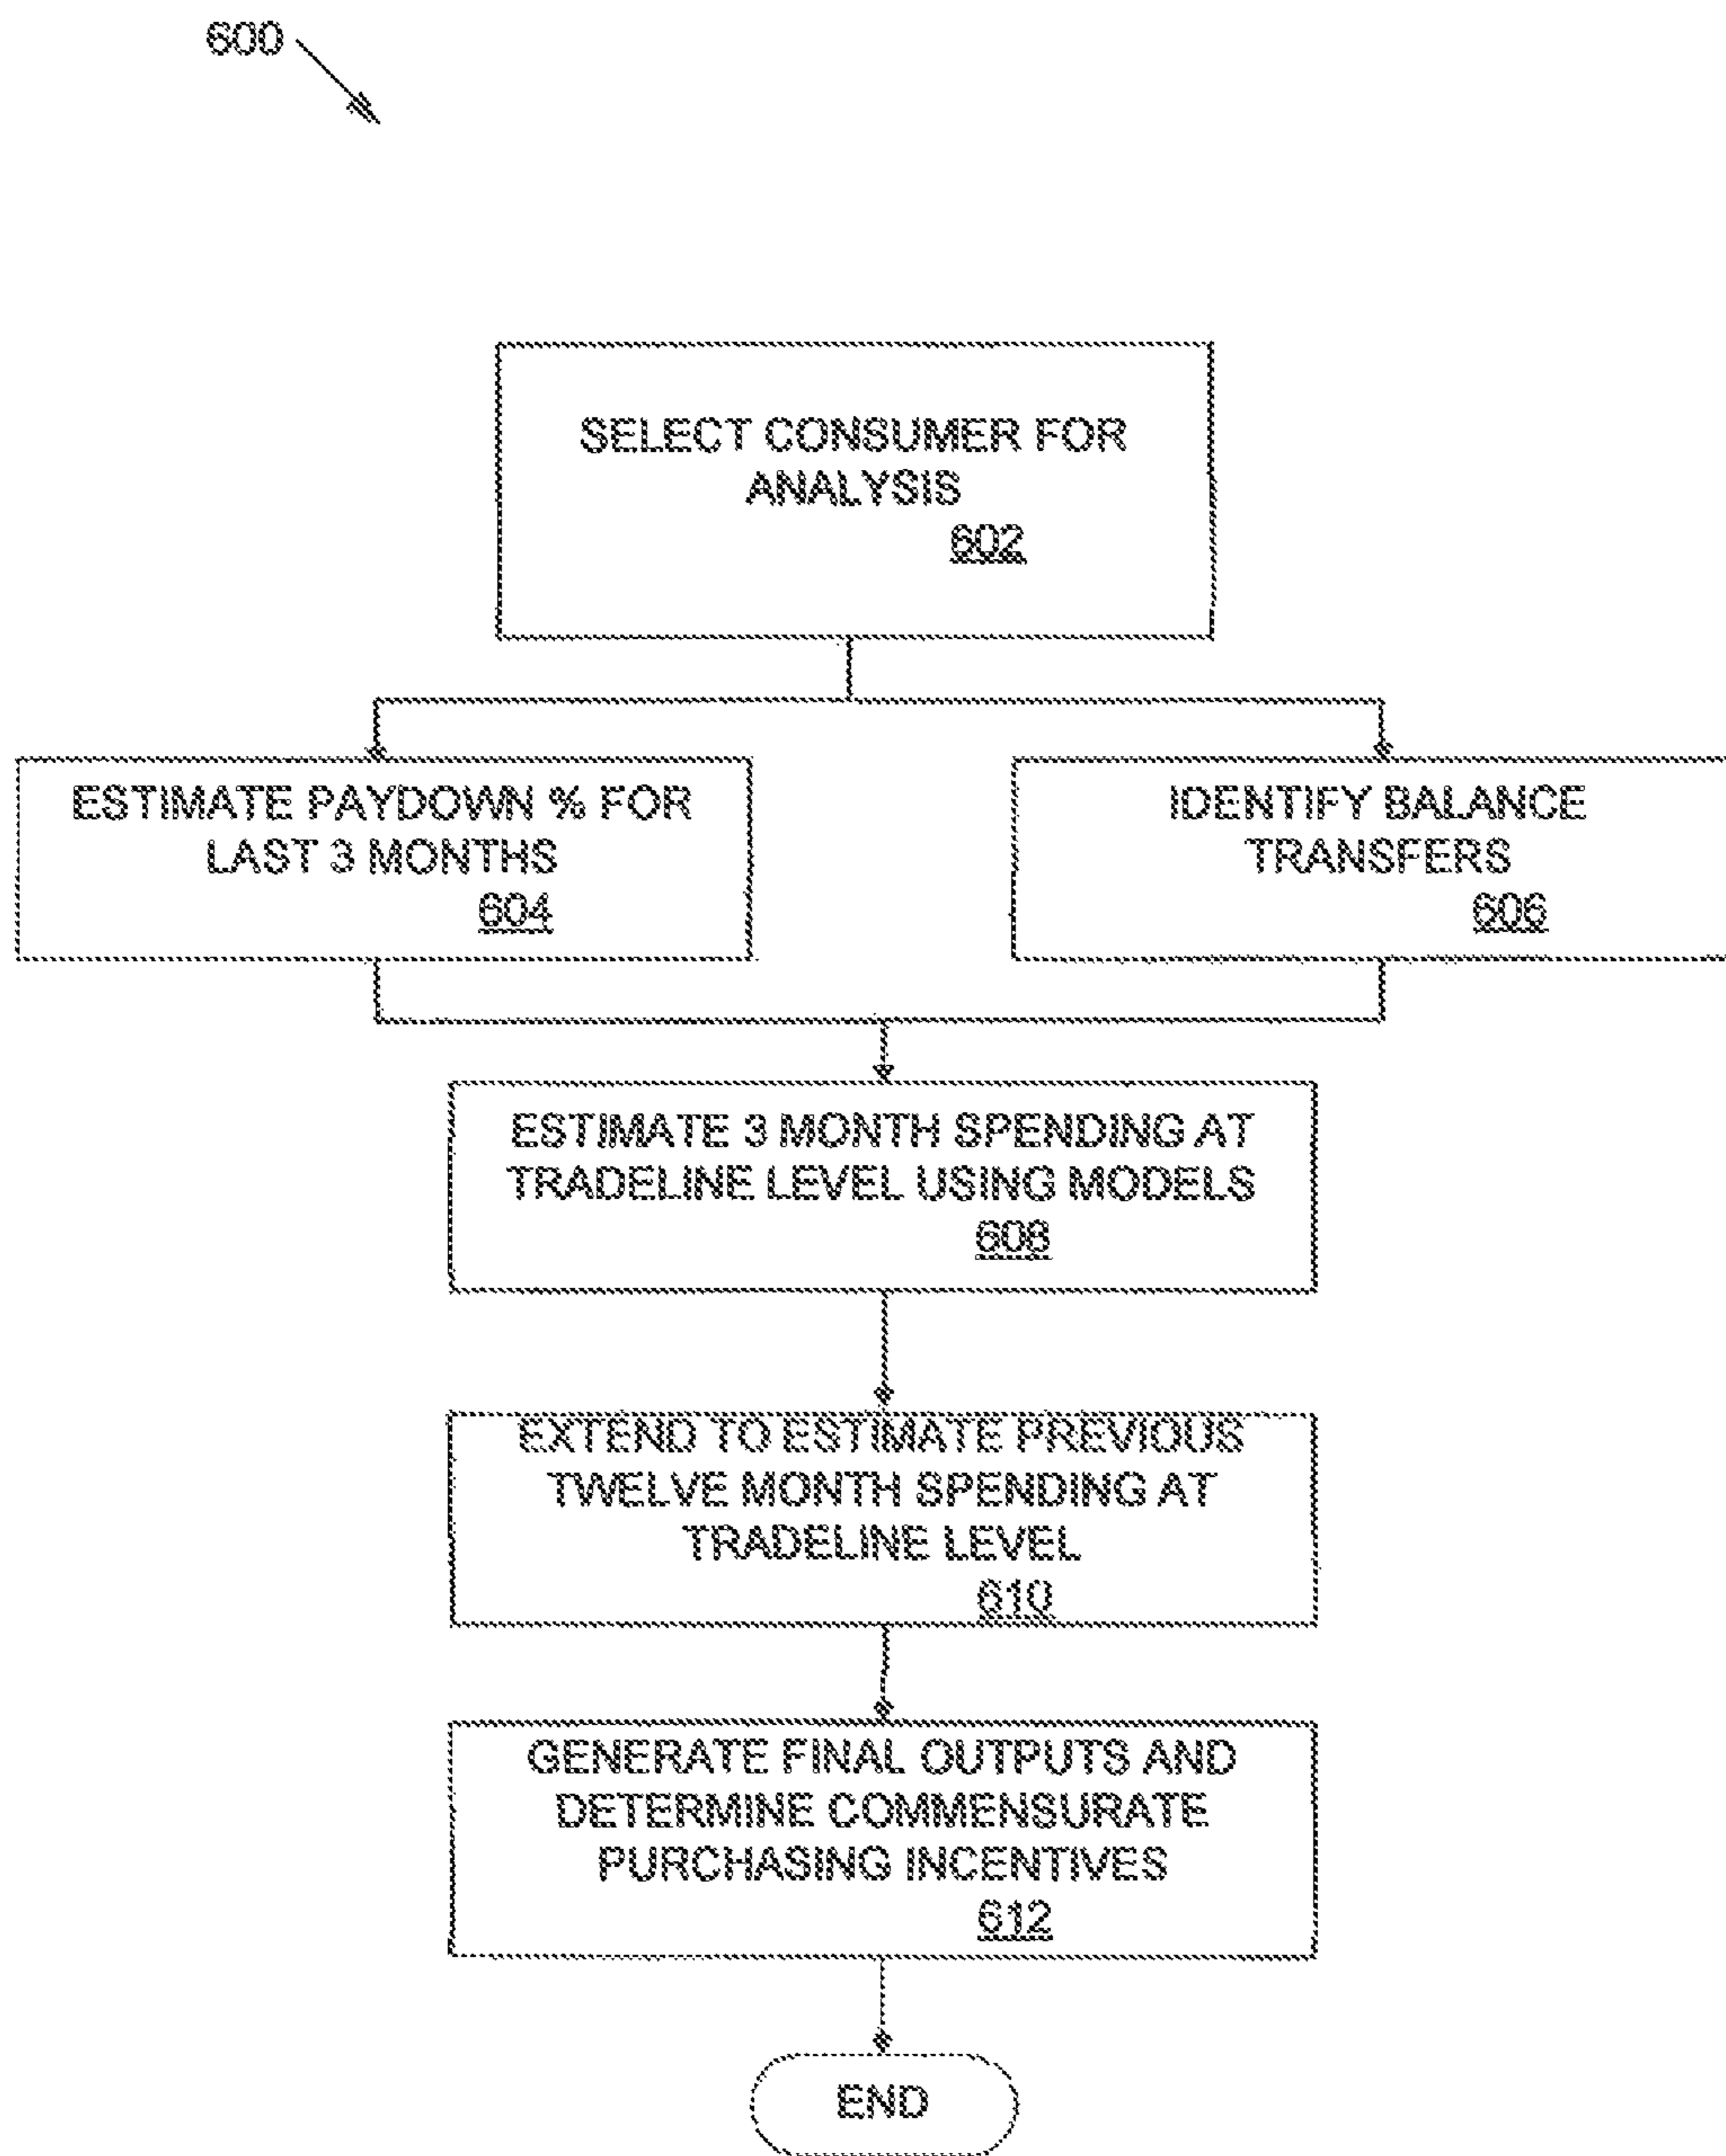 600
SELECT CONSUMER FOR
ANALYSIS
602
ESTIMATE PAYDOWN % FOR
LAST 3 MONTHS
604
IDENTIFY BALANCE
TRANSFERS
606
ESTIMATE 3 MONTH SPENDING AT
TRADELINE LEVEL USING MODELS
608
EXTEND TO ESTIMATE PREVIOUS
TWELVE MONTH SPENDING AT
TRADELINE LEVEL
610
GENERATE FINAL OUTPUTS AND
DETERMINE COMMENSURATE
PURCHASING INCENTIVES
612
END